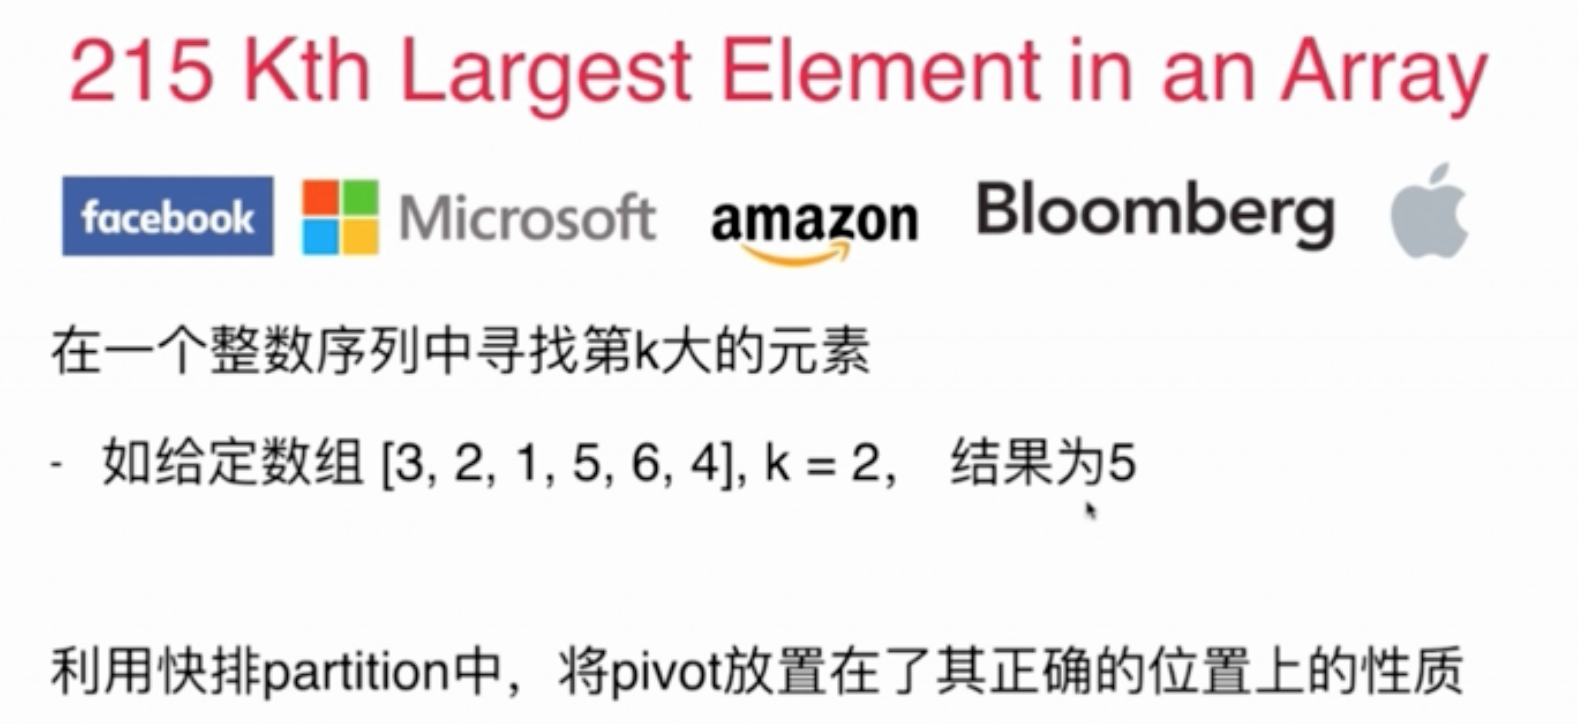 215 Kth Largest Element in an Array
facebook Microsoft amazon Bloomberg
在一个整数序列中寻找第k大的元素
- 如给定数组 [3, 2, 1, 5, 6, 4], k = 2, 结果为5
利用快排partition中，将pivot放置在了其正确的位置上的性质